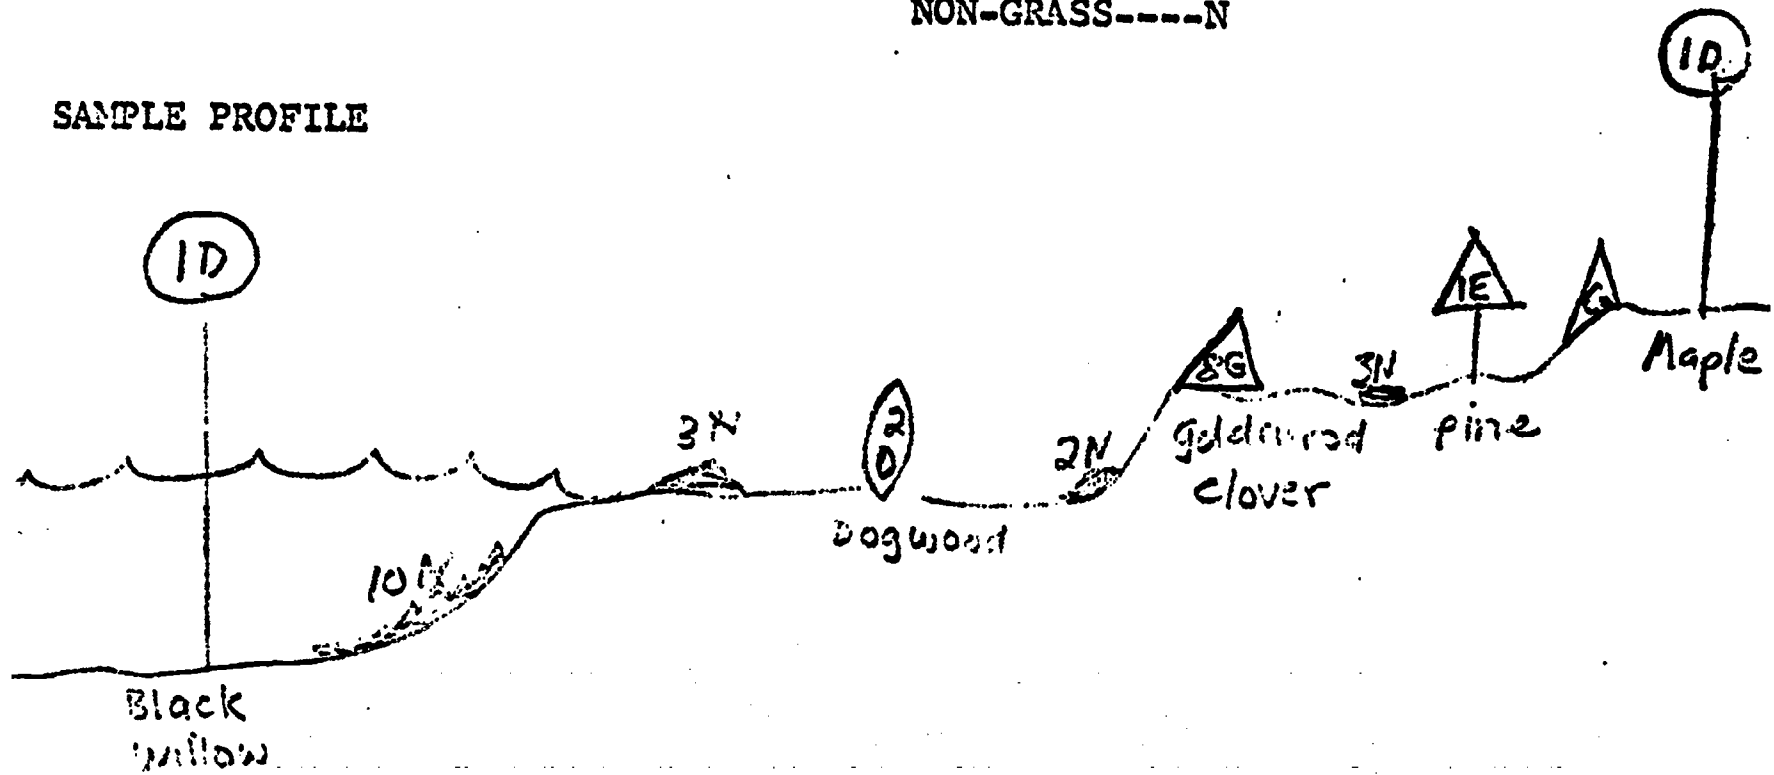 NON-GRASS----N
SAMPLE PROFILE
1D
1D
1E
G
8G
3N
Maple
2
D
3N
2N
goldenrod
clover
pine
Dogwood
10N
Black
willow